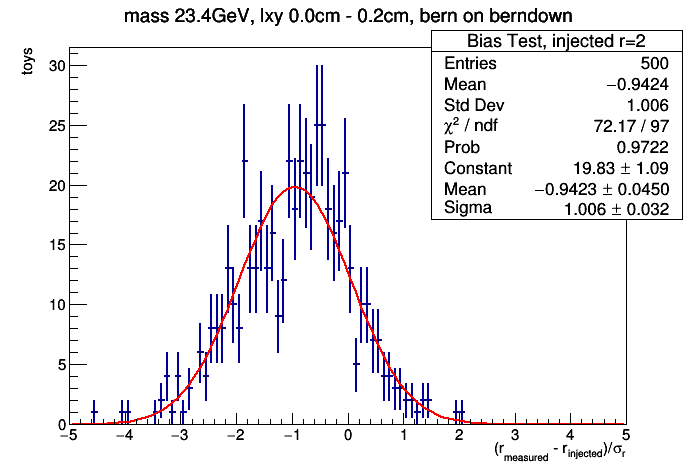 mass 23.4GeV, lxy 0.0cm - 0.2cm, bern on berndown
Bias Test, injected r=2
Entries 500
Mean −0.9424
Std Dev 1.006
χ² / ndf 72.17 / 97
Prob 0.9722
Constant 19.83 ± 1.09
Mean −0.9423 ± 0.0450
Sigma 1.006 ± 0.032
toys
30
25
20
15
10
5
0
−5 −4 −3 −2 −1 0 1 2 3 4 5
(r_measured - r_injected)/σ_r